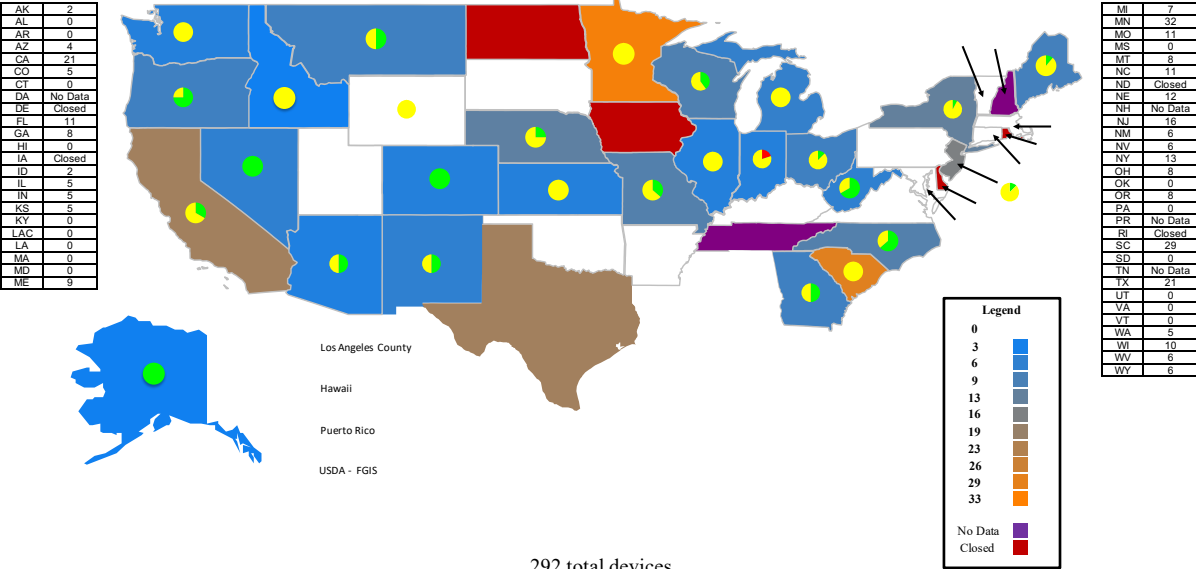 AK 2
AL 0
AR 0
AZ 4
CA 21
CO 5
CT 0
DA No Data
DE Closed
FL 11
GA 8
HI 0
IA Closed
ID 2
IL 5
IN 5
KS 5
KY 0
LAC 0
LA 0
MA 0
MD 0
ME 9
MI 7
MN 32
MO 11
MS 0
MT 8
NC 11
ND Closed
NE 12
NH No Data
NJ 16
NM 6
NV 6
NY 13
OH 8
OK 0
OR 8
PA 0
PR No Data
RI Closed
SC 29
SD 0
TN No Data
TX 21
UT 0
VA 0
VT 0
WA 5
WI 10
WV 6
WY 6
Los Angeles County
Hawaii
Puerto Rico
USDA - FGIS
Legend
0
3
6
9
13
16
19
23
26
29
33
No Data
Closed
292 total devices